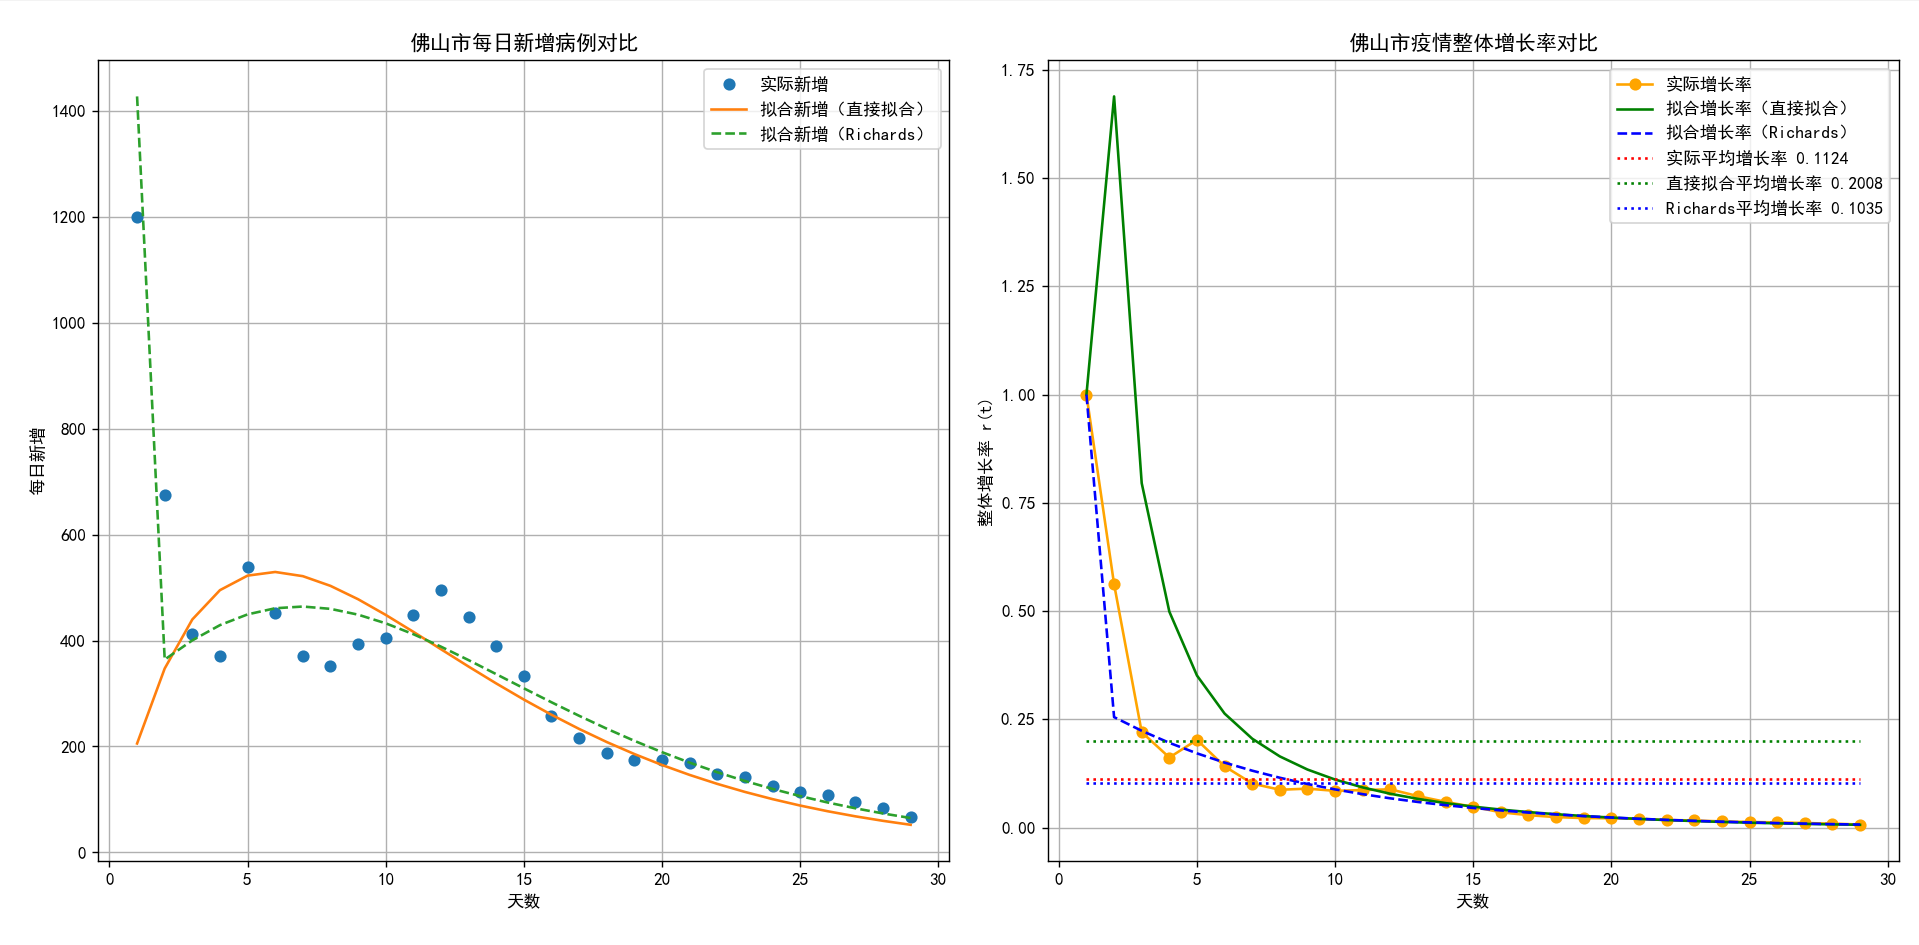 佛山市每日新增病例对比
实际新增
拟合新增（直接拟合）
拟合新增（Richards）
1400
1200
1000
800
600
400
200
0
每日新增
0 5 10 15 20 25 30
天数
佛山市疫情整体增长率对比
实际增长率
拟合增长率（直接拟合）
拟合增长率（Richards）
实际平均增长率 0.1124
直接拟合平均增长率 0.2008
Richards平均增长率 0.1035
1.75
1.50
1.25
1.00
0.75
0.50
0.25
0.00
整体增长率 r(t)
0 5 10 15 20 25 30
天数